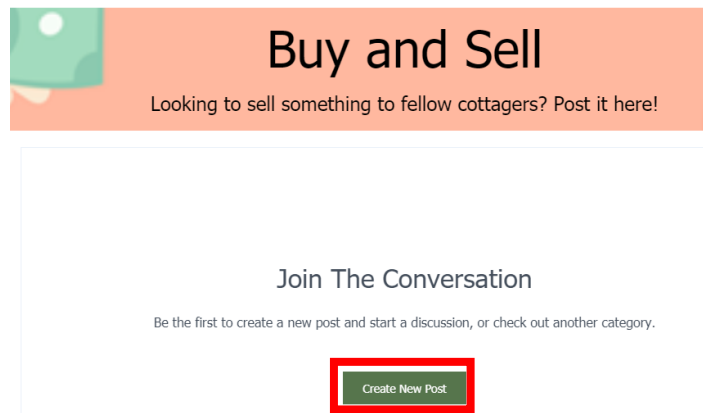 Buy and Sell
Looking to sell something to fellow cottagers? Post it here!
Join The Conversation
Be the first to create a new post and start a discussion, or check out another category.
Create New Post